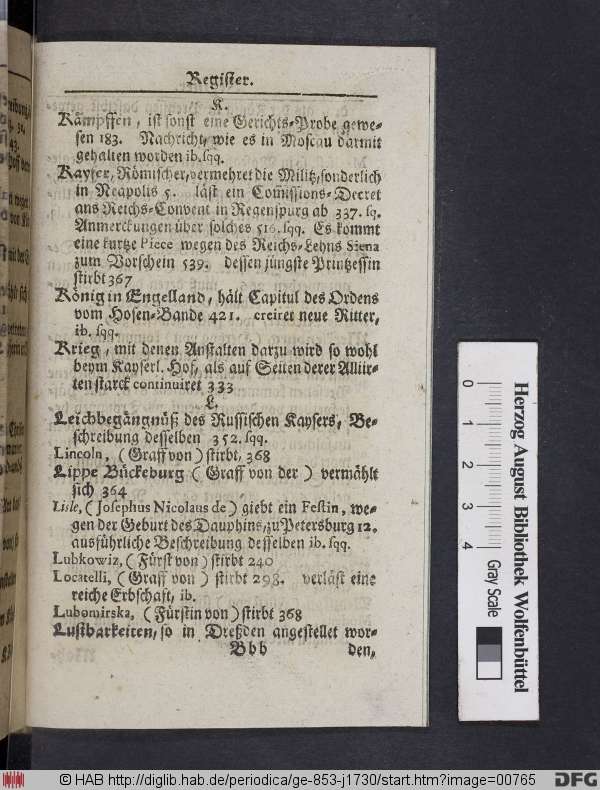 Register.
K.
Kämpffen, ist sonst eine Gerichts-Probe gewe-
sen 183. Nachricht, wie es in Moscau darmit
gehalten worden ib. sqq.
Kayser, Römischer, vermehret die Militz, sonderlich
in Neapolis 5. läst ein Com̃issions-Decret
ans Reichs-Convent in Regenspurg ab 337. sq.
Anmerckungen über solches 516. sqq. Es kommt
eine kurtze Piece wegen des Reichs-Lehns Siena
zum Vorschein 539. dessen jüngste Printzessin
stirbt 367
König in Engelland, hält Capitul des Ordens
vom Hosen-Bande 421. creiret neue Ritter,
ib. sqq.
Krieg, mit denen Anstalten darzu wird so wohl
beym Kayserl. Hof, als auf Seiten derer Alliir-
ten starck continuiret 333
L.
Leichbegängnüß des Russischen Kaysers, Be-
schreibung desselben 352. sqq.
Lincoln, (Graff von) stirbt, 368
Lippe Bückeburg (Graff von der) vermählt
sich 364
Lisle, (Josephus Nicolaus de) giebt ein Festin, we-
gen der Geburt des Dauphins, zu Petersburg 12.
ausführliche Beschreibung desselben ib. sqq.
Lubkowiz, (Fürst von) stirbt 240
Locatelli, (Graff von) stirbt 298. verläst eine
reiche Erbschaft, ib.
Lubomirska, (Fürstin von) stirbt 368
Lustbarkeiten, so in Dreßden angestellet wor-
Bbb den,
0 1 2 3 4
Gray Scale
Herzog August Bibliothek Wolfenbüttel
© HAB http://diglib.hab.de/periodica/ge-853-j1730/start.htm?image=00765
DFG